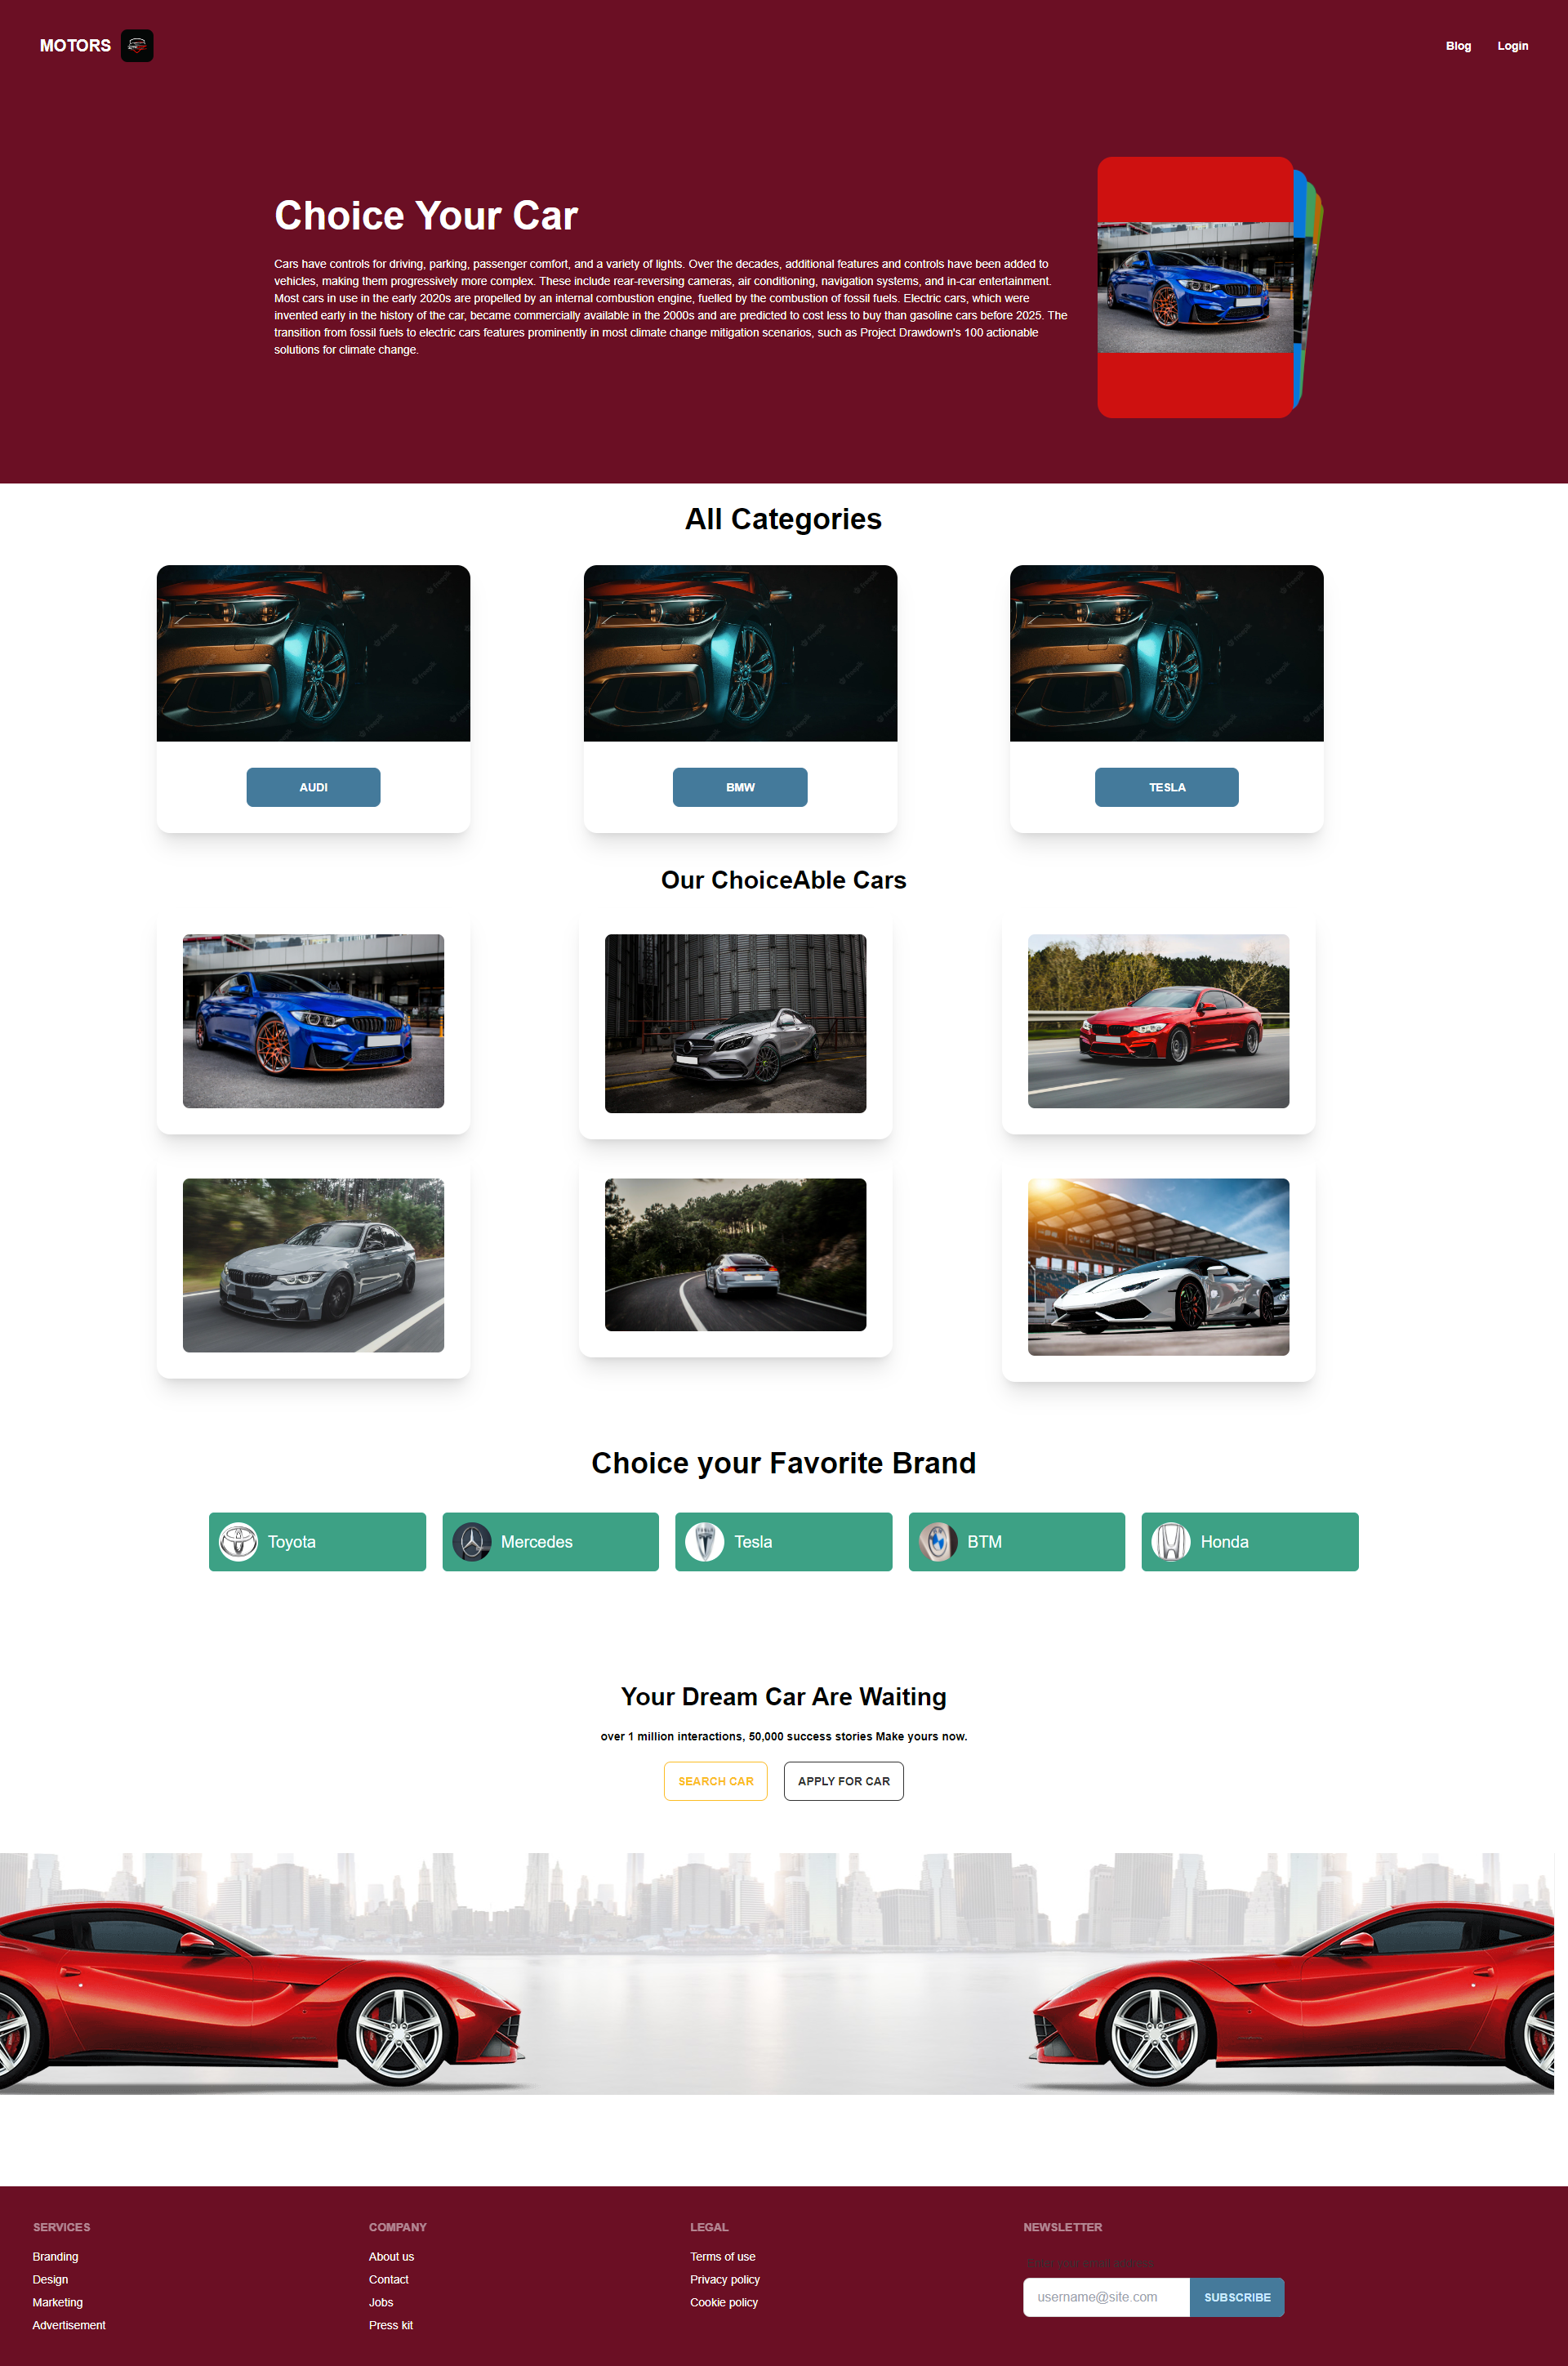 MOTORS
Blog
Login
Choice Your Car
Cars have controls for driving, parking, passenger comfort, and a variety of lights. Over the decades, additional features and controls have been added to
vehicles, making them progressively more complex. These include rear-reversing cameras, air conditioning, navigation systems, and in-car entertainment.
Most cars in use in the early 2020s are propelled by an internal combustion engine, fuelled by the combustion of fossil fuels. Electric cars, which were
invented early in the history of the car, became commercially available in the 2000s and are predicted to cost less to buy than gasoline cars before 2025. The
transition from fossil fuels to electric cars features prominently in most climate change mitigation scenarios, such as Project Drawdown's 100 actionable
solutions for climate change.
All Categories
AUDI
BMW
TESLA
Our ChoiceAble Cars
Choice your Favorite Brand
Toyota
Mercedes
Tesla
BTM
Honda
Your Dream Car Are Waiting
over 1 million interactions, 50,000 success stories Make yours now.
SEARCH CAR
APPLY FOR CAR
SERVICES
Branding
Design
Marketing
Advertisement
COMPANY
About us
Contact
Jobs
Press kit
LEGAL
Terms of use
Privacy policy
Cookie policy
NEWSLETTER
Enter your email address
username@site.com
SUBSCRIBE